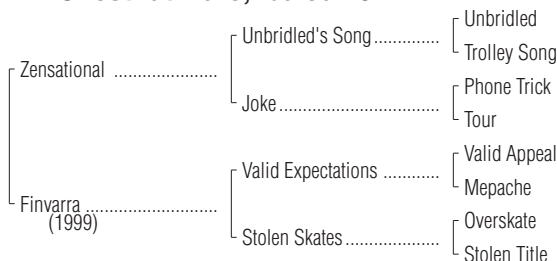 Unbridled
Unbridled's Song.............
Trolley Song
Zensational .....................
Phone Trick
Joke................................
Tour
Valid Appeal
Valid Expectations ...........
Mepache
Finvarra ..........................
(1999)
Overskate
Stolen Skates...................
Stolen Title